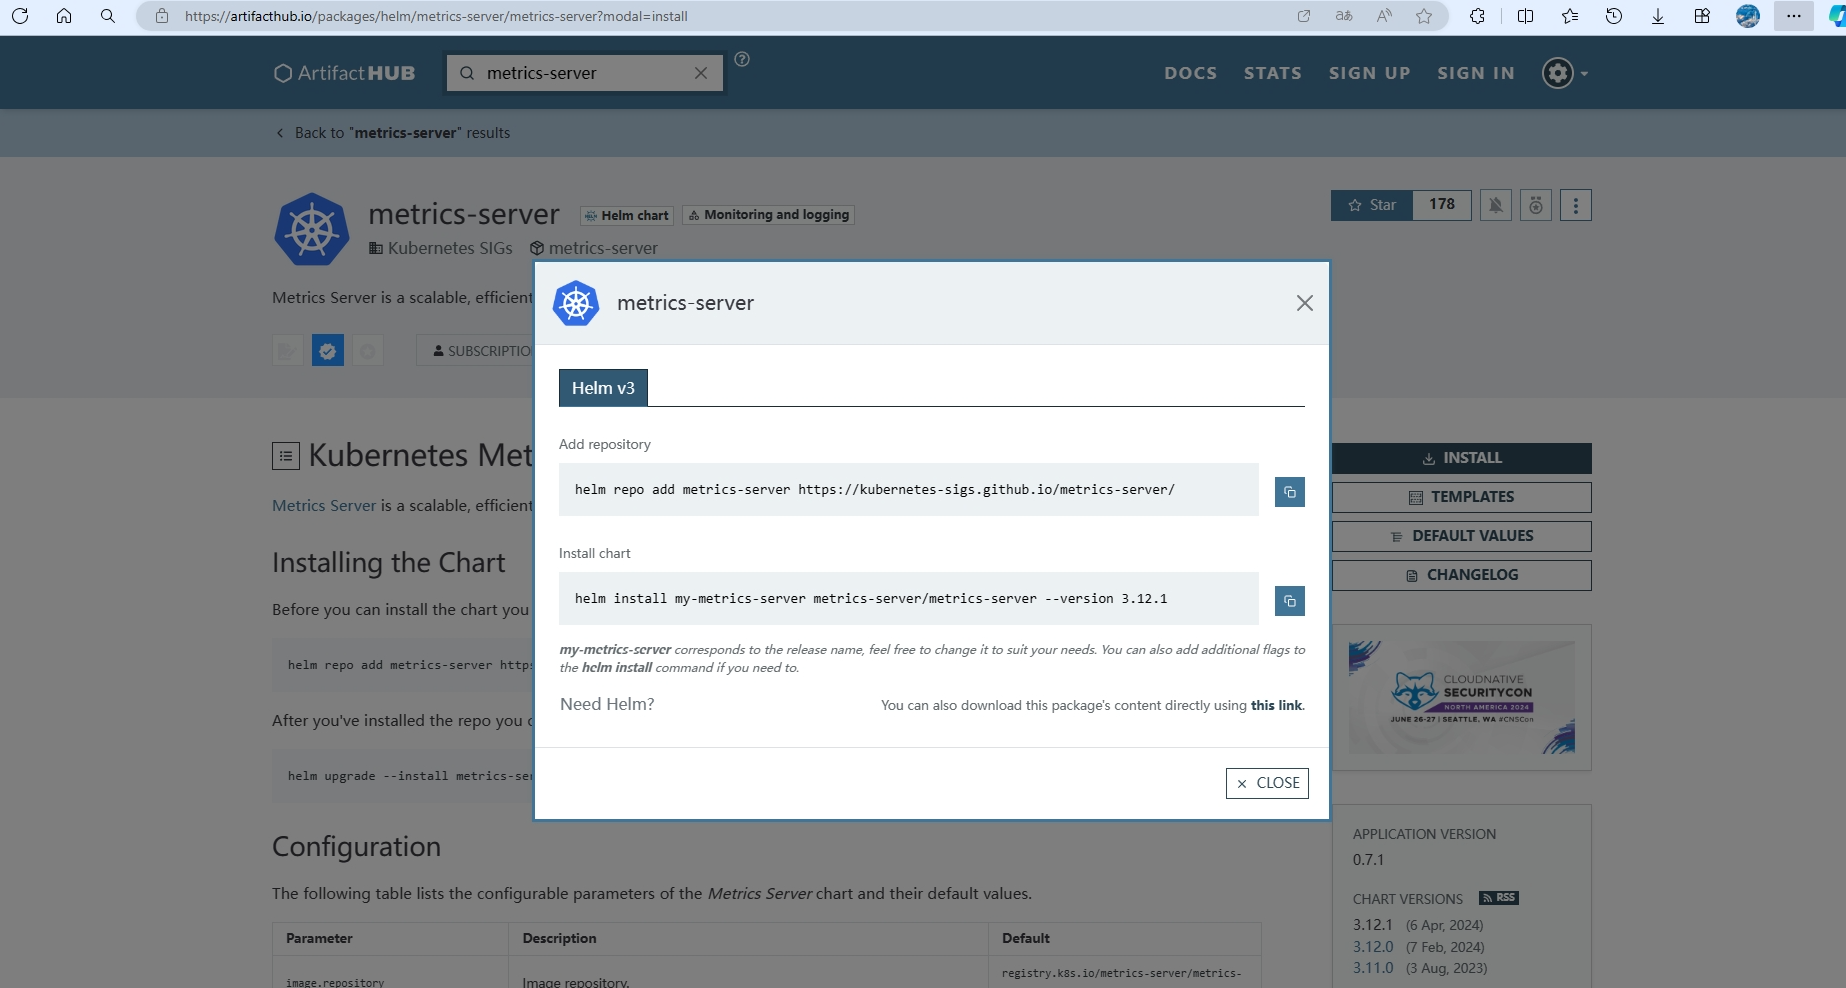 https://artifacthub.io/packages/helm/metrics-server/metrics-server?modal=install
Artifact HUB
metrics-server
DOCS
STATS
SIGN UP
SIGN IN
Back to "metrics-server" results
metrics-server
Helm chart
Monitoring and logging
Star
178
Kubernetes SIGs
metrics-server
Metrics Server is a scalable, efficient
SUBSCRIPTIO
metrics-server
Helm v3
Add repository
helm repo add metrics-server https://kubernetes-sigs.github.io/metrics-server/
Install chart
helm install my-metrics-server metrics-server/metrics-server --version 3.12.1
my-metrics-server corresponds to the release name, feel free to change it to suit your needs. You can also add additional flags to
the helm install command if you need to.
Need Helm?
You can also download this package's content directly using this link.
CLOSE
Kubernetes Met
Metrics Server is a scalable, efficient
Installing the Chart
Before you can install the chart you
helm repo add metrics-server http
After you've installed the repo you
helm upgrade --install metrics-se
Configuration
The following table lists the configurable parameters of the Metrics Server chart and their default values.
Parameter
Description
Default
image.repository
Image repository.
registry.k8s.io/metrics-server/metrics-
INSTALL
TEMPLATES
DEFAULT VALUES
CHANGELOG
CLOUDNATIVE
SECURITYCON
NORTH AMERICA 2024
JUNE 26-27 | SEATTLE, WA #CNSCon
APPLICATION VERSION
0.7.1
CHART VERSIONS
RSS
3.12.1 (6 Apr, 2024)
3.12.0 (7 Feb, 2024)
3.11.0 (3 Aug, 2023)